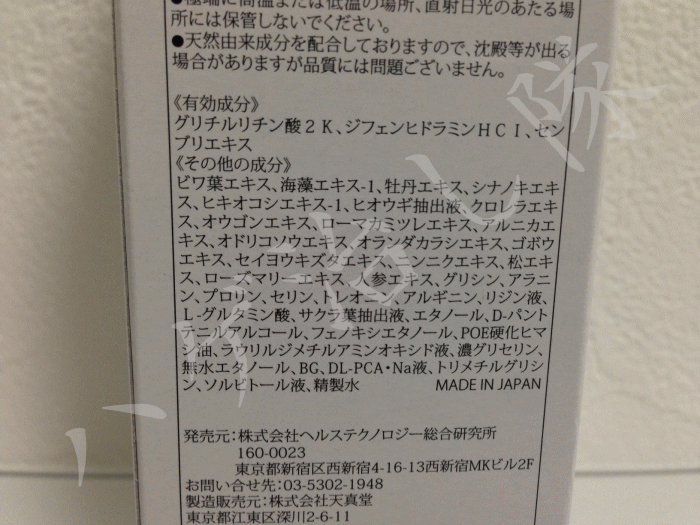 ●極端に高温または低温の場所、直射日光のあたる場
所には保管しないでください。
●天然由来成分を配合しておりますので、沈殿等が出る
場合がありますが品質には問題ございません。
《有効成分》
グリチルリチン酸2K、ジフェンヒドラミンHCI、セン
ブリエキス
《その他の成分》
ビワ葉エキス、海藻エキス-1、牡丹エキス、シナノキエキ
ス、ヒキオコシエキス-1、ヒオウギ抽出液、クロレラエキ
ス、オウゴンエキス、ローマカミツレエキス、アルニカエ
キス、オドリコソウエキス、オランダカラシエキス、ゴボウ
エキス、セイヨウキズタエキス、ニンニクエキス、松エキ
ス、ローズマリーエキス、人参エキス、グリシン、アラニ
ン、プロリン、セリン、トレオニン、アルギニン、リジン液、
L-グルタミン酸、サクラ葉抽出液、エタノール、D-パント
テニルアルコール、フェノキシエタノール、POE硬化ヒマ
シ油、ラウリルジメチルアミンオキシド液、濃グリセリン、
無水エタノール、BG、DL-PCA・Na液、トリメチルグリシ
ン、ソルビトール液、精製水 MADE IN JAPAN
発売元：株式会社ヘルステクノロジー総合研究所
160-0023
東京都新宿区西新宿4-16-13西新宿MKビル2F
お問い合せ先：03-5302-1948
製造販売元：株式会社天真堂
東京都江東区深川2-6-11